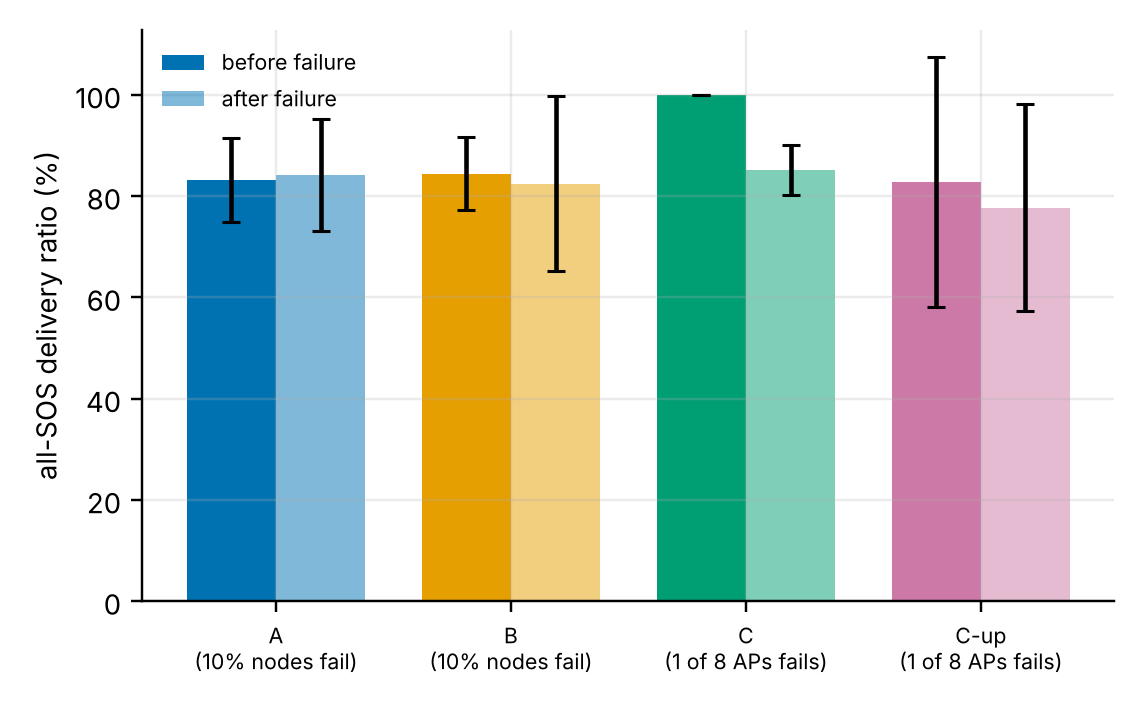 before failure
after failure
all-SOS delivery ratio (%)
100
80
60
40
20
0
A
(10% nodes fail)
B
(10% nodes fail)
C
(1 of 8 APs fails)
C-up
(1 of 8 APs fails)